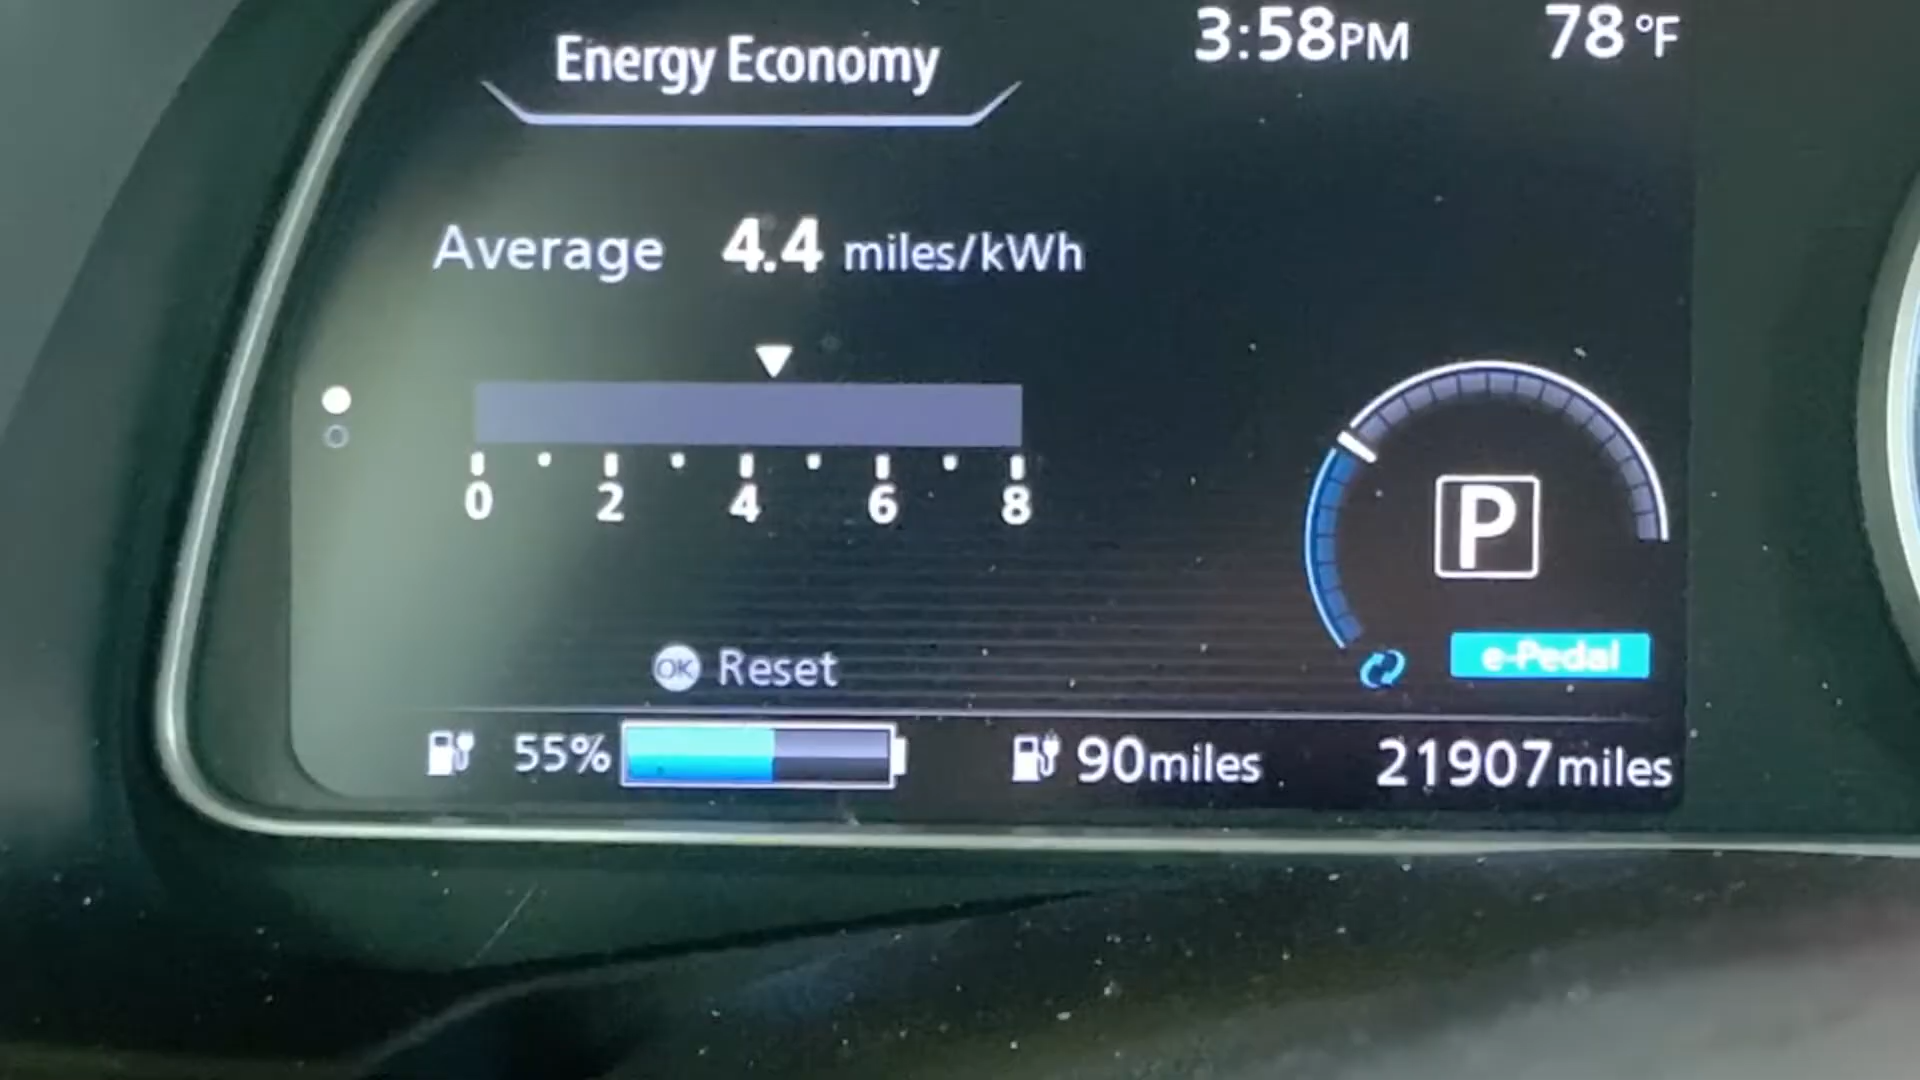 Energy Economy
3:58PM 78°F
Average 4.4 miles/kWh
0 2 4 6 8
P
OK Reset
e-Pedal
55% 90miles 21907miles